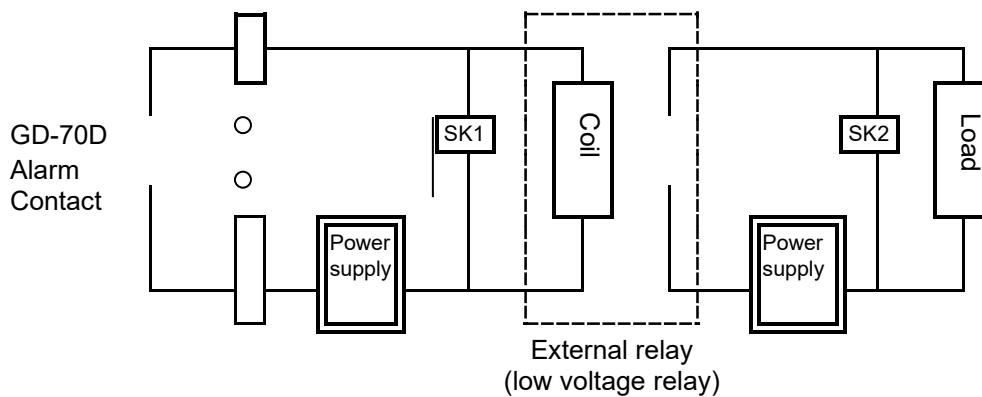 GD-70D
Alarm
Contact
SK1
Coil
Power
supply
SK2
Load
Power
supply
External relay
(low voltage relay)